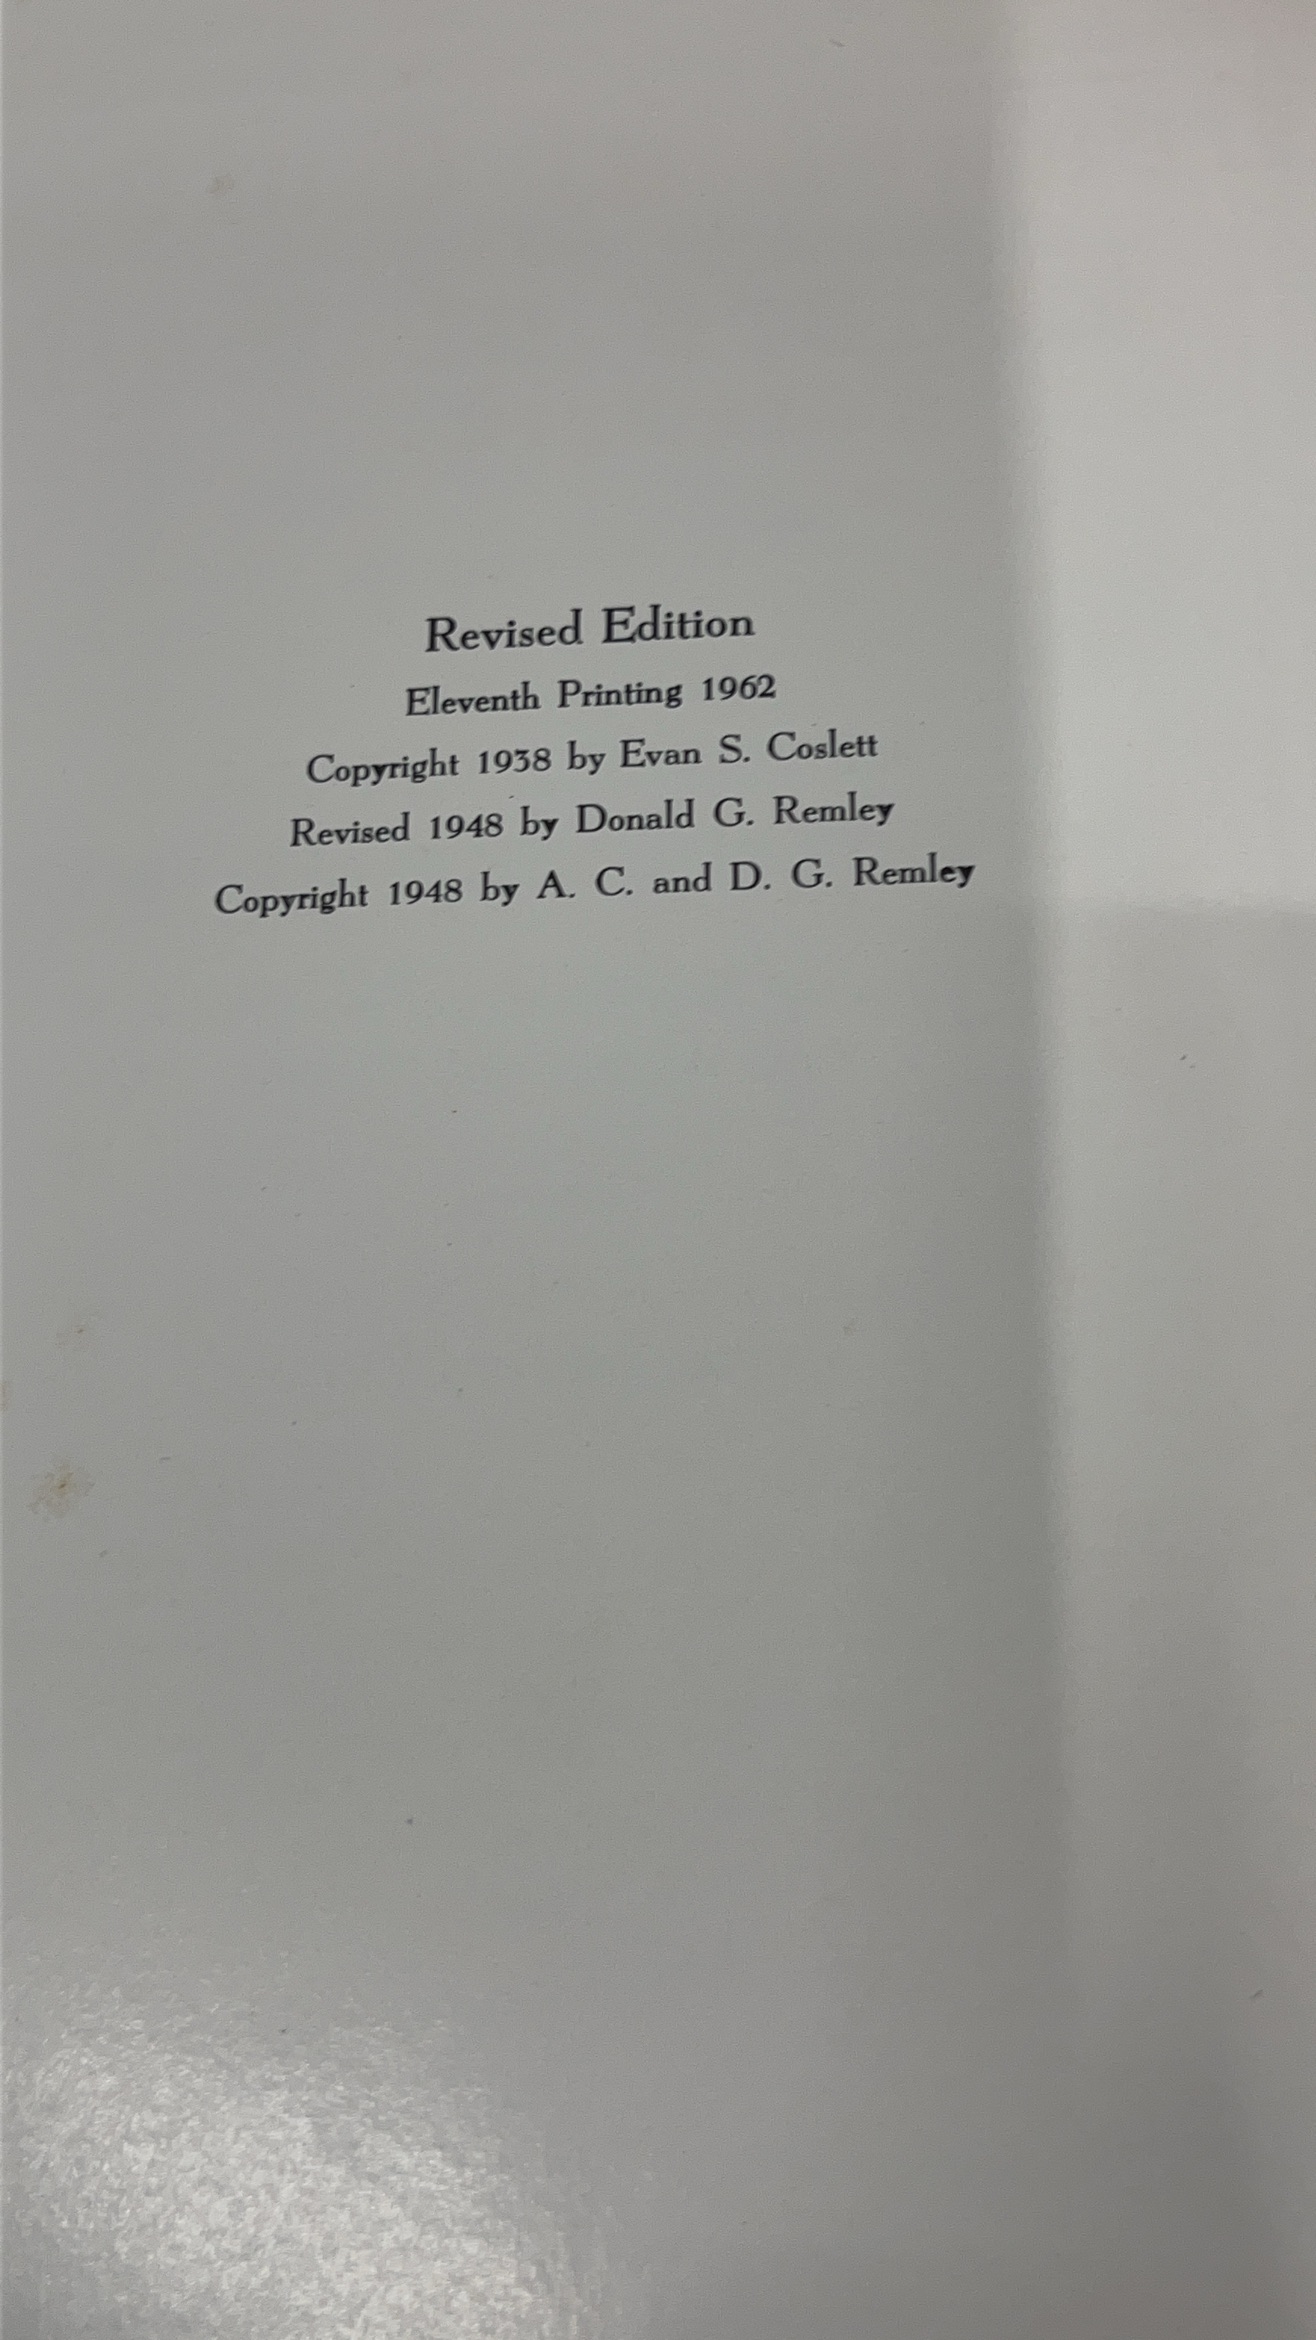 Revised Edition
Eleventh Printing 1962
Copyright 1938 by Evan S. Coslett
Revised 1948 by Donald G. Remley
Copyright 1948 by A. C. and D. G. Remley